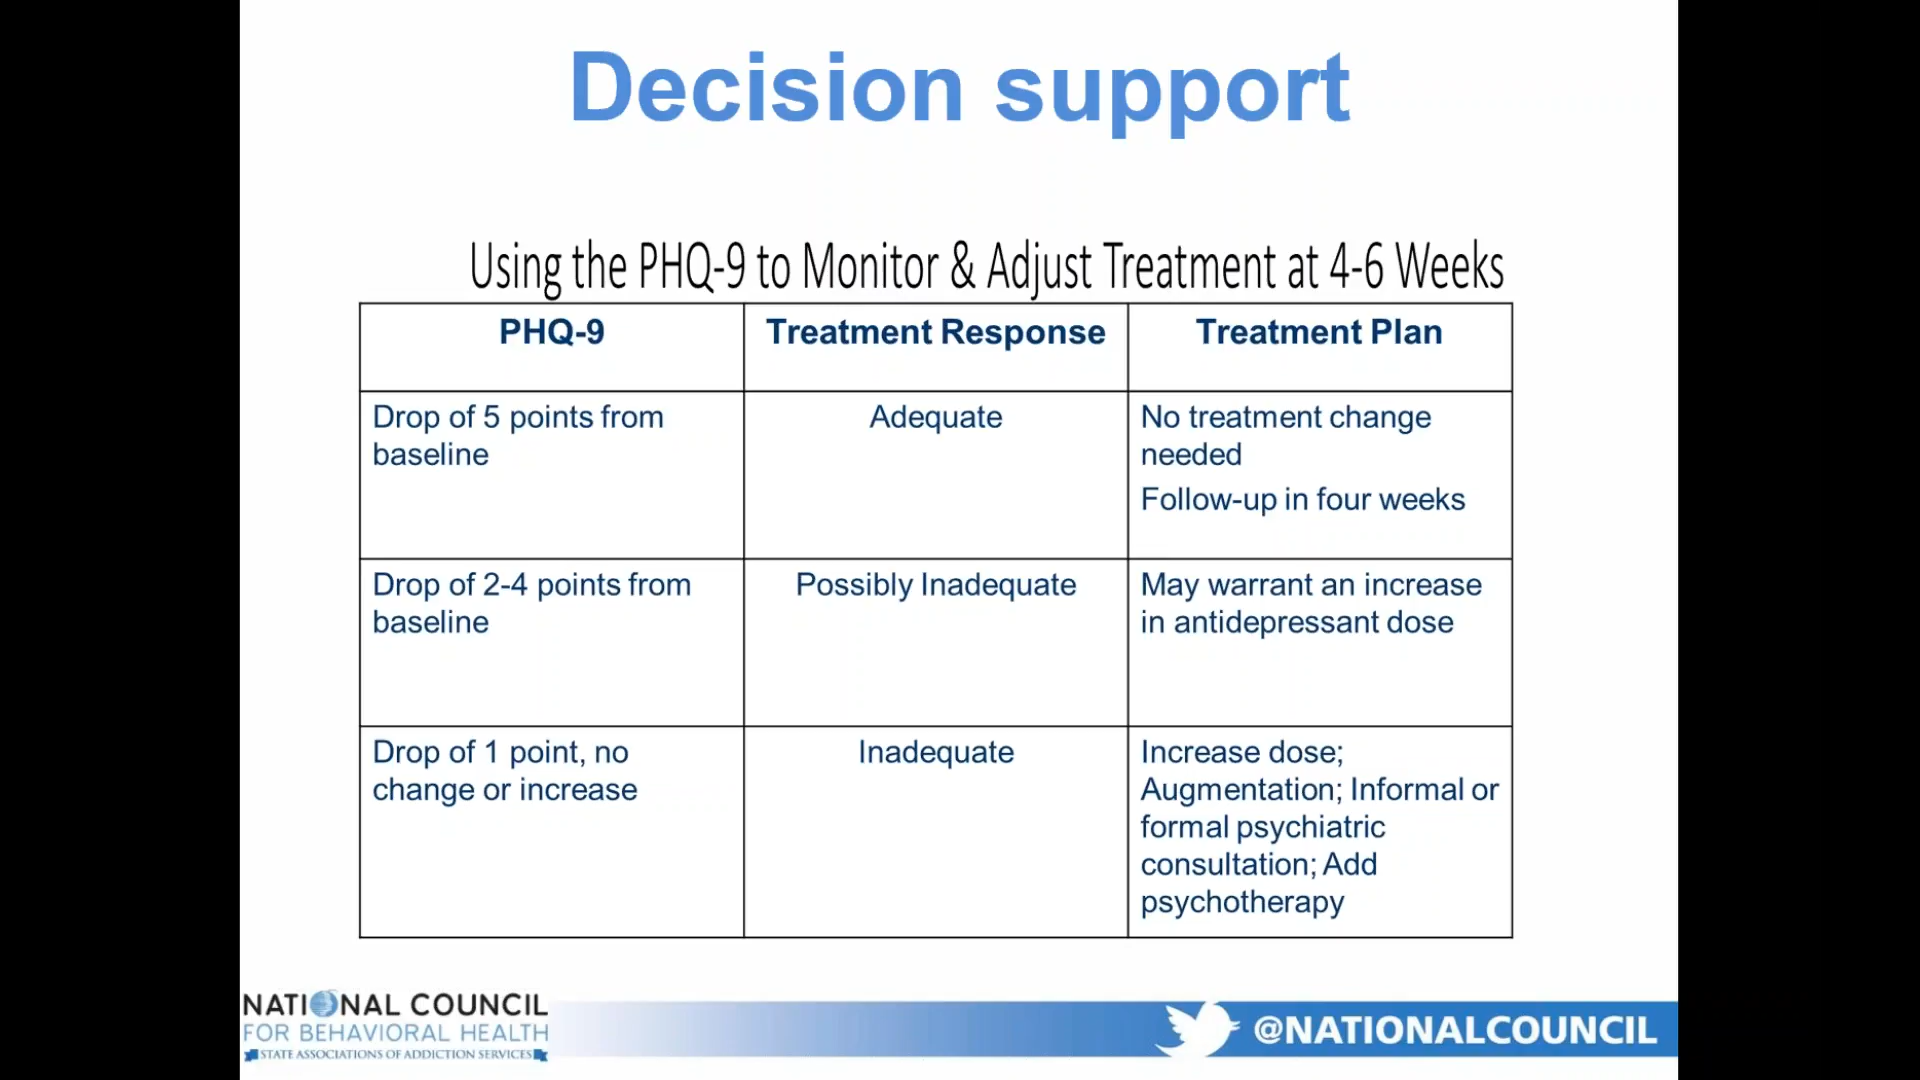 Decision support
Using the PHQ-9 to Monitor & Adjust Treatment at 4-6 Weeks
PHQ-9
Treatment Response
Treatment Plan
Drop of 5 points from
baseline
Adequate
No treatment change
needed
Follow-up in four weeks
Drop of 2-4 points from
baseline
Possibly Inadequate
May warrant an increase
in antidepressant dose
Drop of 1 point, no
change or increase
Inadequate
Increase dose;
Augmentation; Informal or
formal psychiatric
consultation; Add
psychotherapy
NATIONAL COUNCIL
FOR BEHAVIORAL HEALTH
STATE ASSOCIATIONS OF ADDICTION SERVICES
@NATIONALCOUNCIL